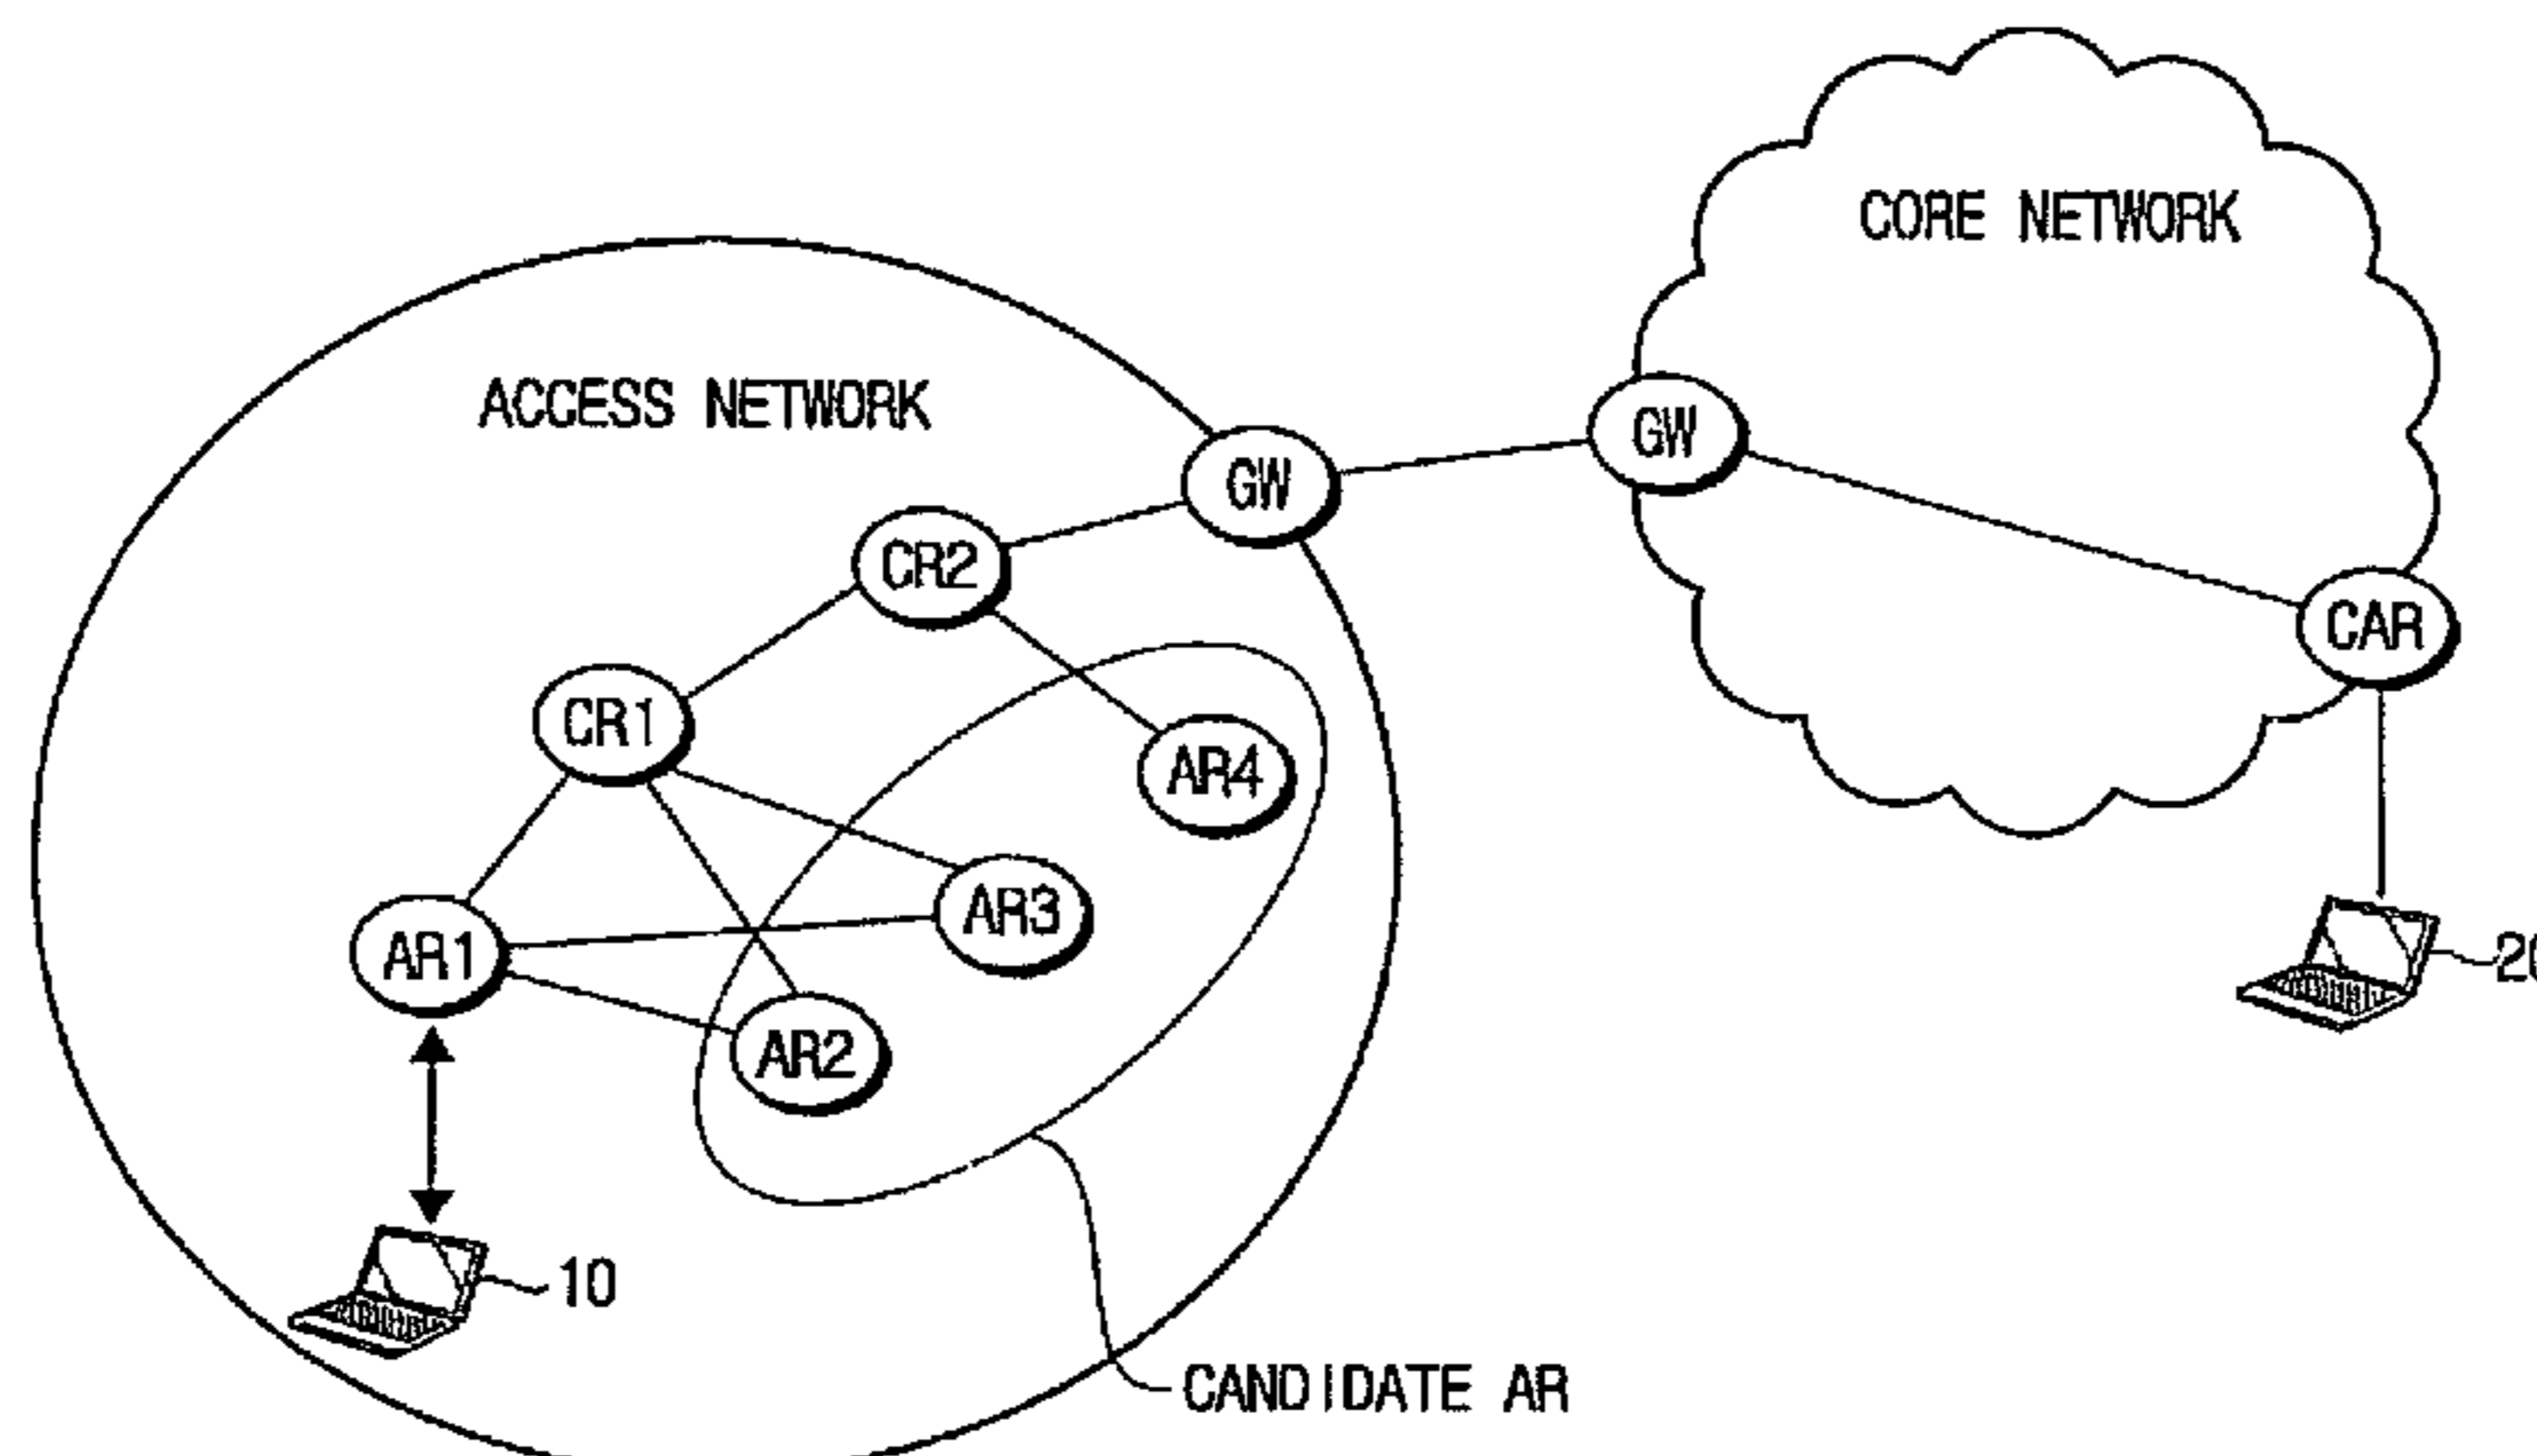 CORE NETWORK
ACCESS NETWORK
GW
GW
CR2
CAR
CR1
AR4
AR3
AR1
AR2
10
CANDIDATE AR